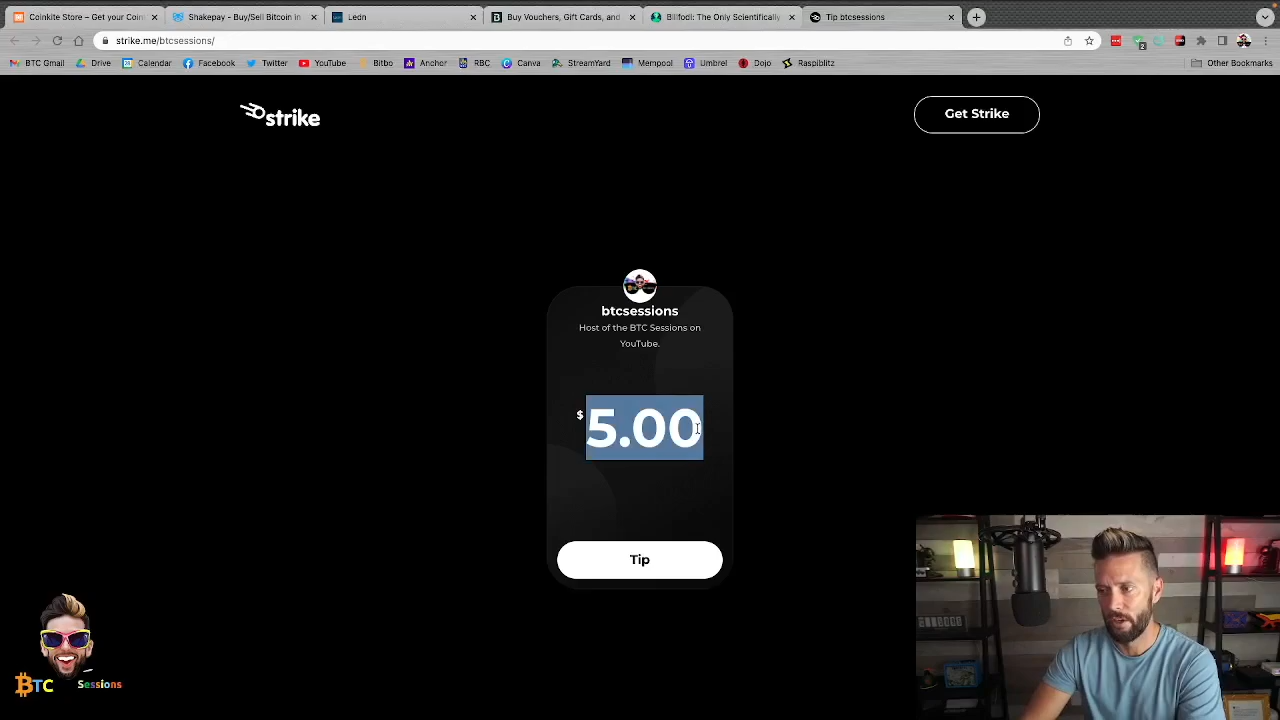 Coinkite Store – Get your Coin
Shakepay - Buy/Sell Bitcoin in
Ledn
Buy Vouchers, Gift Cards, and
Billfodl: The Only Scientifically
Tip btcsessions
strike.me/btcsessions/
2
BTC Gmail
Drive
Calendar
Facebook
Twitter
YouTube
Bitbo
Anchor
RBC
Canva
StreamYard
Mempool
Umbrel
Dojo
Raspiblitz
Other Bookmarks
strike
Get Strike
btcsessions
Host of the BTC Sessions on
YouTube.
$ 5.00
Tip
BTC Sessions